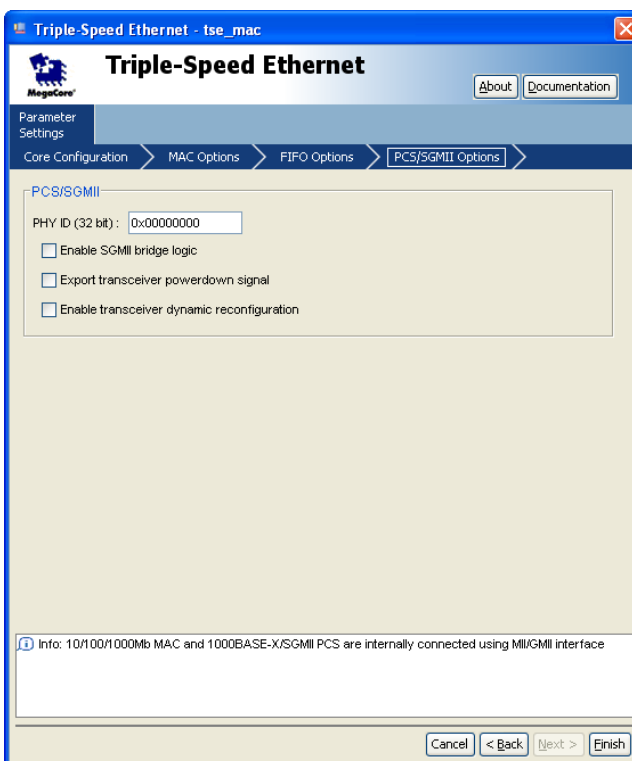 Triple-Speed Ethernet - tse_mac
Triple-Speed Ethernet
MegaCore®
About
Documentation
Parameter
Settings
Core Configuration
MAC Options
FIFO Options
PCS/SGMII Options
PCS/SGMII
PHY ID (32 bit) : 0x00000000
Enable SGMII bridge logic
Export transceiver powerdown signal
Enable transceiver dynamic reconfiguration
Info: 10/100/1000Mb MAC and 1000BASE-X/SGMII PCS are internally connected using MII/GMII interface
Cancel
< Back
Next >
Finish